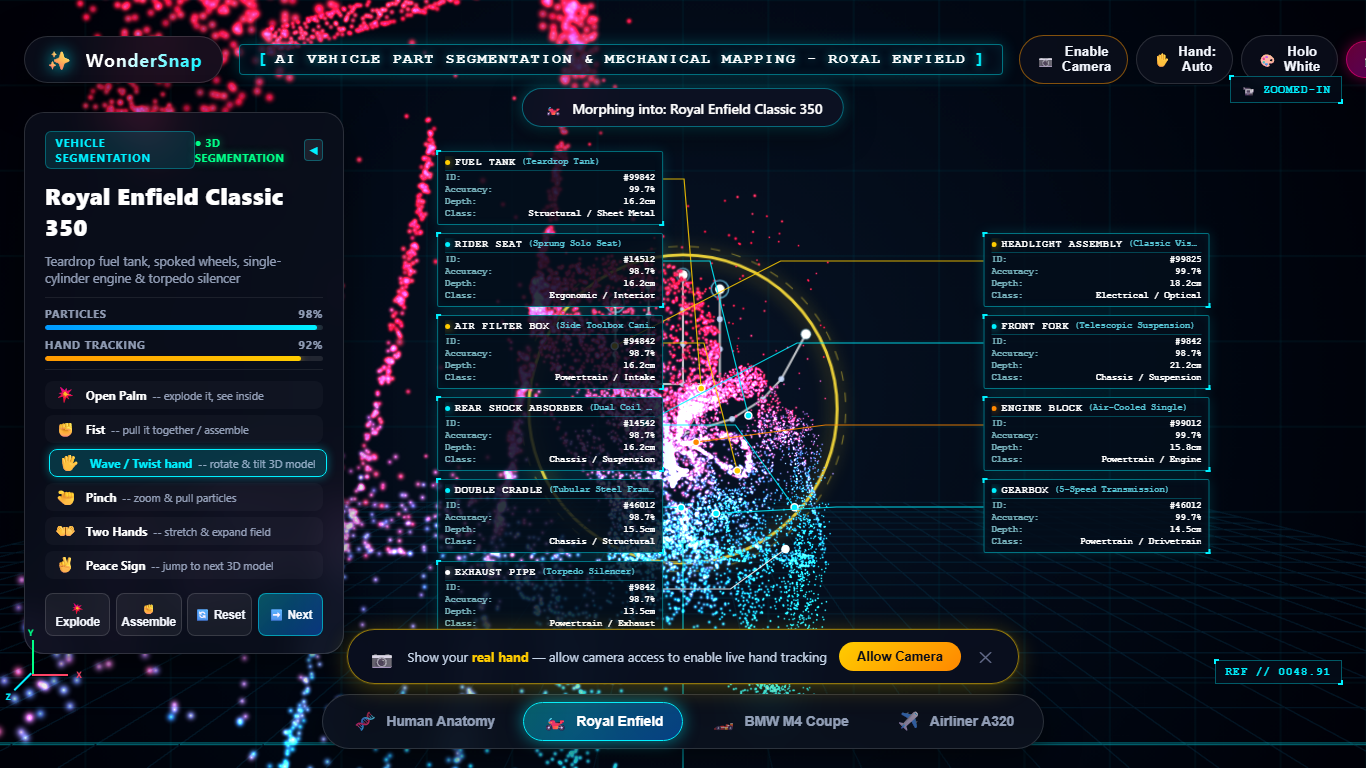 WonderSnap
[ AI VEHICLE PART SEGMENTATION & MECHANICAL MAPPING - ROYAL ENFIELD ]
Enable
Camera
Hand:
Auto
Holo
White
ZOOMED-IN
Morphing into: Royal Enfield Classic 350
VEHICLE
SEGMENTATION
● 3D
SEGMENTATION
Royal Enfield Classic
350
Teardrop fuel tank, spoked wheels, single-
cylinder engine & torpedo silencer
PARTICLES 98%
HAND TRACKING 92%
Open Palm -- explode it, see inside
Fist -- pull it together / assemble
Wave / Twist hand -- rotate & tilt 3D model
Pinch -- zoom & pull particles
Two Hands -- stretch & expand field
Peace Sign -- jump to next 3D model
Explode
Assemble
Reset
Next
Y
X
Z
FUEL TANK (Teardrop Tank)
ID: #99842
Accuracy: 99.7%
Depth: 16.2cm
Class: Structural / Sheet Metal
RIDER SEAT (Sprung Solo Seat)
ID: #14512
Accuracy: 98.7%
Depth: 16.2cm
Class: Ergonomic / Interior
AIR FILTER BOX (Side Toolbox Cani…
ID: #94842
Accuracy: 98.7%
Depth: 16.2cm
Class: Powertrain / Intake
REAR SHOCK ABSORBER (Dual Coil …
ID: #14542
Accuracy: 98.7%
Depth: 16.2cm
Class: Chassis / Suspension
DOUBLE CRADLE (Tubular Steel Fram…
ID: #46012
Accuracy: 98.7%
Depth: 15.5cm
Class: Chassis / Structural
EXHAUST PIPE (Torpedo Silencer)
ID: #9842
Accuracy: 98.7%
Depth: 13.5cm
Class: Powertrain / Exhaust
HEADLIGHT ASSEMBLY (Classic Vis…
ID: #99825
Accuracy: 99.7%
Depth: 18.2cm
Class: Electrical / Optical
FRONT FORK (Telescopic Suspension)
ID: #9842
Accuracy: 98.7%
Depth: 21.2cm
Class: Chassis / Suspension
ENGINE BLOCK (Air-Cooled Single)
ID: #99012
Accuracy: 99.7%
Depth: 15.8cm
Class: Powertrain / Engine
GEARBOX (5-Speed Transmission)
ID: #46012
Accuracy: 99.7%
Depth: 14.5cm
Class: Powertrain / Drivetrain
Show your real hand — allow camera access to enable live hand tracking
Allow Camera
REF // 0048.91
Human Anatomy
Royal Enfield
BMW M4 Coupe
Airliner A320